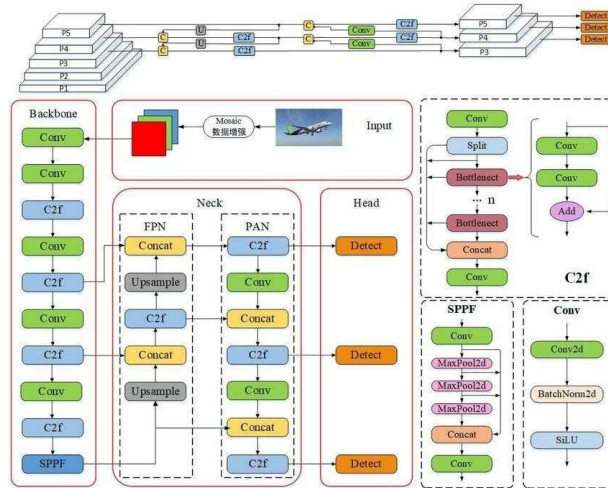 P5
P4
P3
P2
P1
U
U
C
C
C2f
C2f
C
C
Conv
Conv
C2f
C2f
P5
P4
P3
Detect
Detect
Detect
Backbone
Conv
Conv
C2f
Conv
C2f
Conv
C2f
Conv
C2f
SPPF
Mosaic
数据增强
Input
Neck
FPN
Concat
Upsample
C2f
Concat
Upsample
PAN
C2f
Conv
Concat
C2f
Conv
Concat
C2f
Head
Detect
Detect
Detect
Conv
Split
Bottlenect
... n
Bottlenect
Concat
Conv
Conv
Conv
Add
C2f
SPPF
Conv
MaxPool2d
MaxPool2d
MaxPool2d
Concat
Conv
Conv
Conv2d
BatchNorm2d
SiLU